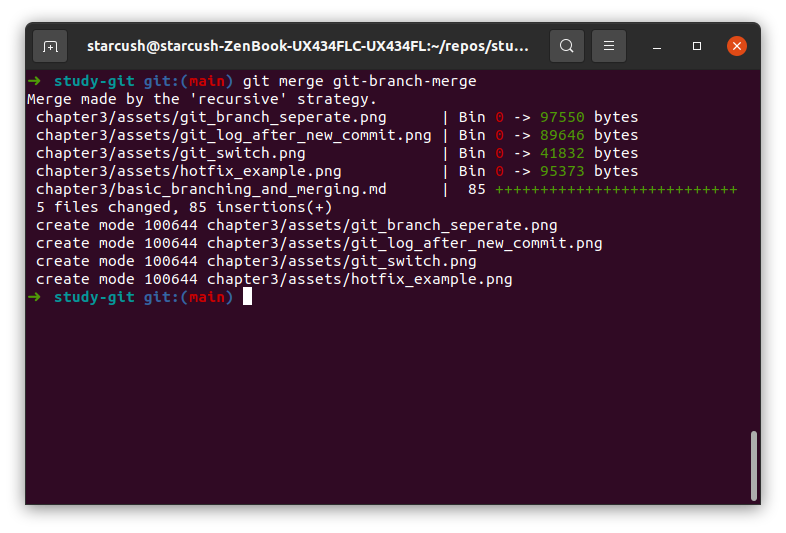 starcush@starcush-ZenBook-UX434FLC-UX434FL:~/repos/stu...
➜ study-git git:(main) git merge git-branch-merge
Merge made by the 'recursive' strategy.
chapter3/assets/git_branch_seperate.png | Bin 0 -> 97550 bytes
chapter3/assets/git_log_after_new_commit.png | Bin 0 -> 89646 bytes
chapter3/assets/git_switch.png | Bin 0 -> 41832 bytes
chapter3/assets/hotfix_example.png | Bin 0 -> 95373 bytes
chapter3/basic_branching_and_merging.md | 85 +++++++++++++++++++++++++++
5 files changed, 85 insertions(+)
create mode 100644 chapter3/assets/git_branch_seperate.png
create mode 100644 chapter3/assets/git_log_after_new_commit.png
create mode 100644 chapter3/assets/git_switch.png
create mode 100644 chapter3/assets/hotfix_example.png
➜ study-git git:(main)